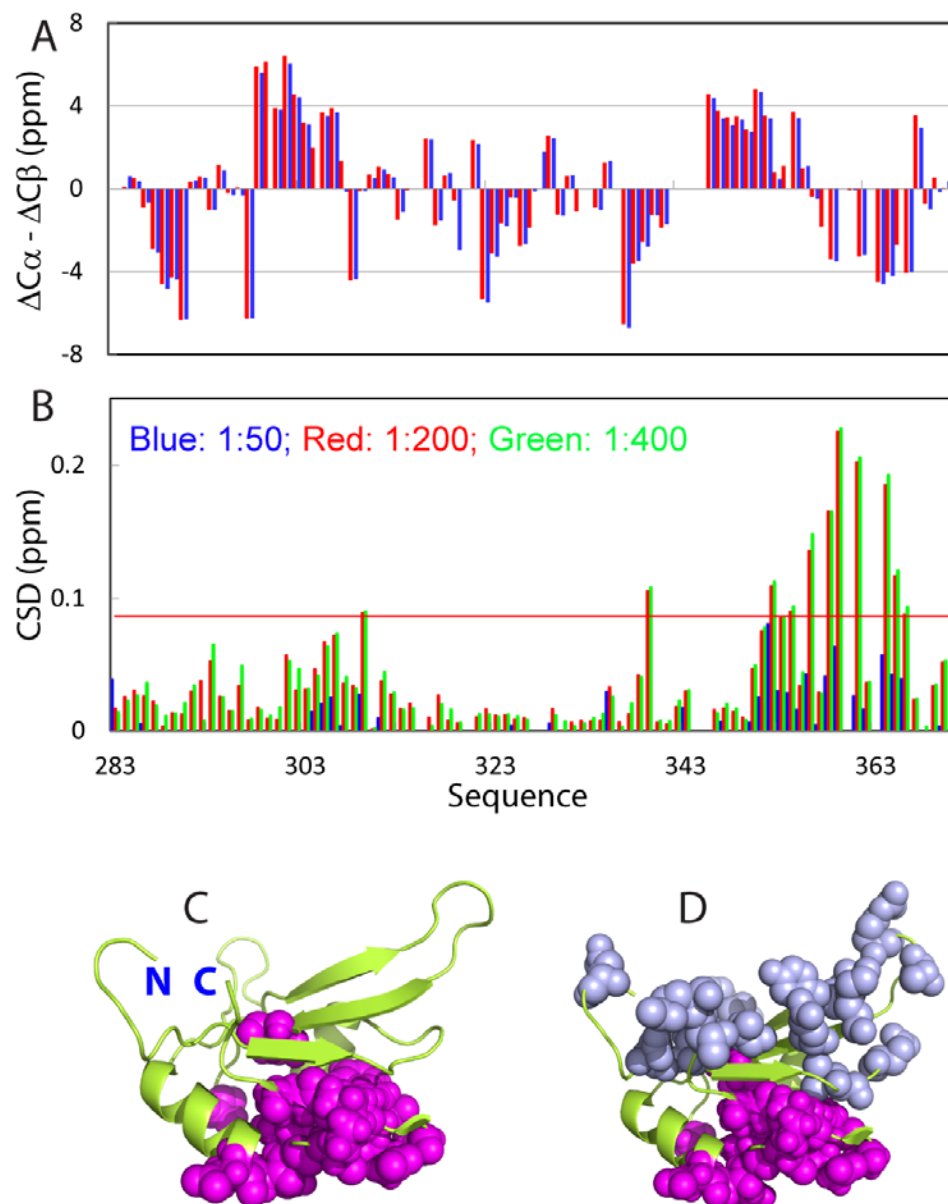 A
ΔCα - ΔCβ (ppm)
8
4
0
-4
-8
B
Blue: 1:50; Red: 1:200; Green: 1:400
CSD (ppm)
0.2
0.1
0
283 303 323 343 363
Sequence
C
N C
D